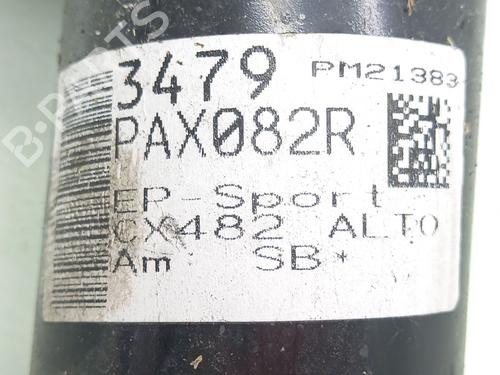 B-PARTS
3479 PM21383
PAX082R
EP-Sport
CX482 ALTO
Am SB*